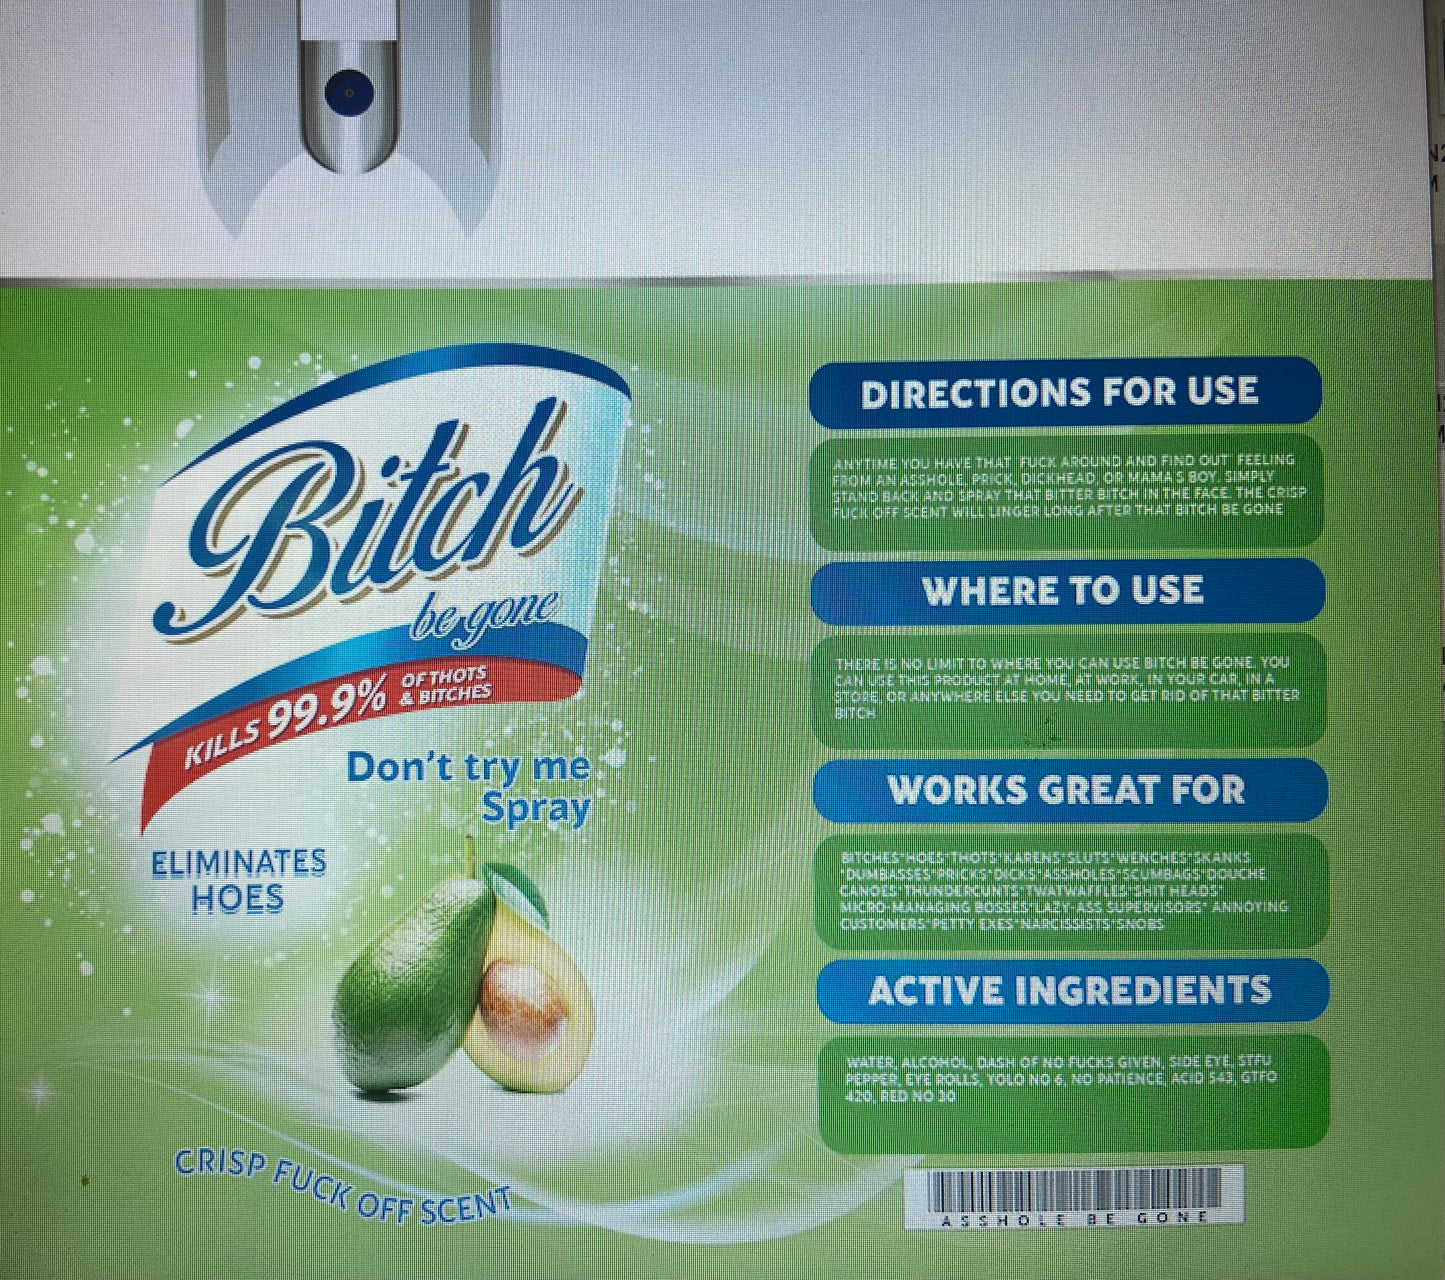 Bitch
be gone
KILLS 99.9% OF THOTS
& BITCHES
Don't try me
Spray
ELIMINATES
HOES
CRISP FUCK OFF SCENT
DIRECTIONS FOR USE
ANYTIME YOU HAVE THAT "FUCK AROUND AND FIND OUT" FEELING
FROM AN ASSHOLE, PRICK, DICKHEAD, OR MAMA'S BOY. SIMPLY
STAND BACK AND SPRAY THAT BITTER BITCH IN THE FACE. THE CRISP
FUCK OFF SCENT WILL LINGER LONG AFTER THAT BITCH BE GONE
WHERE TO USE
THERE IS NO LIMIT TO WHERE YOU CAN USE BITCH BE GONE. YOU
CAN USE THIS PRODUCT AT HOME, AT WORK, IN YOUR CAR, IN A
STORE, OR ANYWHERE ELSE YOU NEED TO GET RID OF THAT BITTER
BITCH
WORKS GREAT FOR
BITCHES*HOES*THOTS*KARENS*SLUTS*WENCHES*SKANKS
*DUMBASSES*PRICKS*DICKS*ASSHOLES*SCUMBAGS*DOUCHE
CANOES*THUNDERCUNTS*TWATWAFFLES*SHIT HEADS*
MICRO-MANAGING BOSSES*LAZY-ASS SUPERVISORS* ANNOYING
CUSTOMERS*PETTY EXES*NARCISSISTS*SNOBS
ACTIVE INGREDIENTS
WATER, ALCOHOL, DASH OF NO FUCKS GIVEN, SIDE EYE, STFU
PEPPER, EYE ROLLS, YOLO NO 6, NO PATIENCE, ACID 543, GTFO
420, RED NO 30
ASSHOLE BE GONE